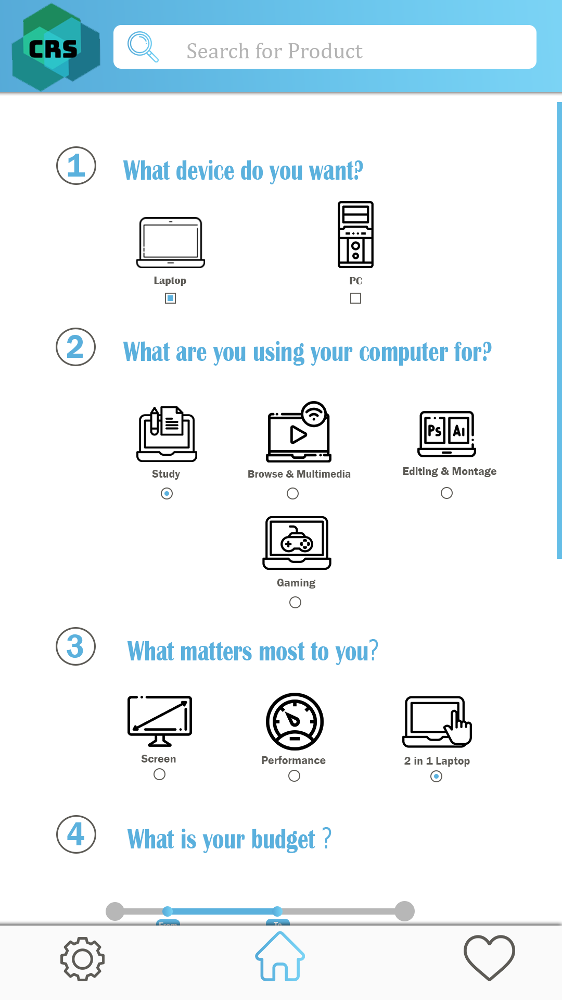 CRS
Search for Product
1 What device do you want?
Laptop PC
2 What are you using your computer for?
Ps Ai
Study Browse & Multimedia Editing & Montage
Gaming
3 What matters most to you?
Screen Performance 2 in 1 Laptop
4 What is your budget ?
From To